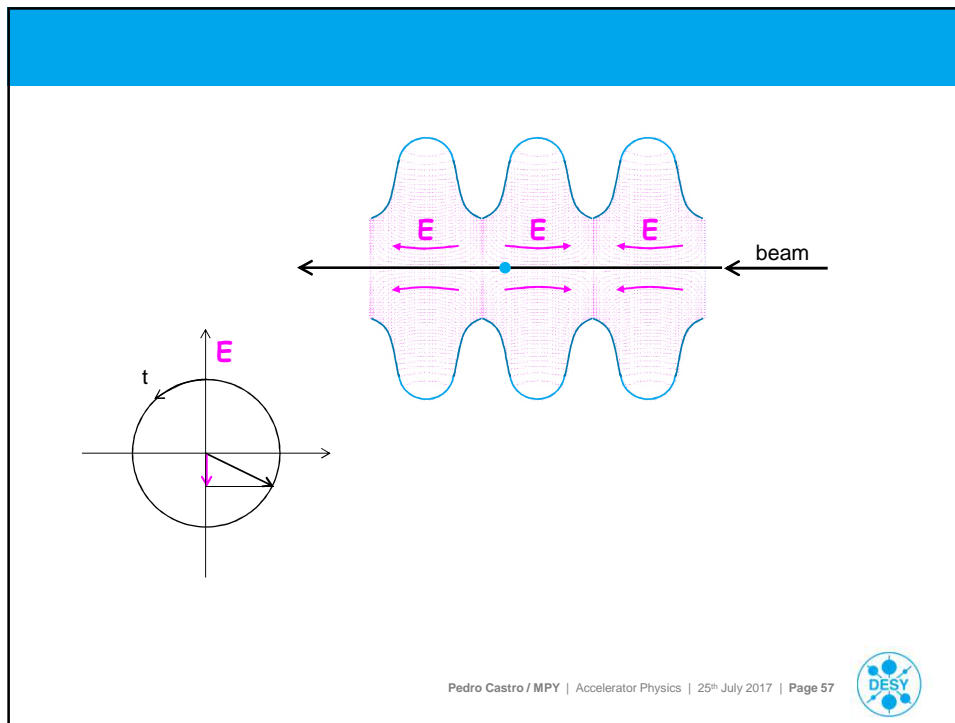 E E E
beam
E
t
Pedro Castro / MPY | Accelerator Physics | 25th July 2017 | Page 57
DESY